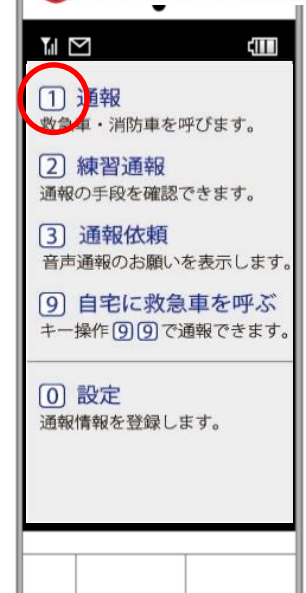 1 通報
救急車・消防車を呼びます。
2 練習通報
通報の手段を確認できます。
3 通報依頼
音声通報のお願いを表示します。
9 自宅に救急車を呼ぶ
キー操作99で通報できます。
0 設定
通報情報を登録します。